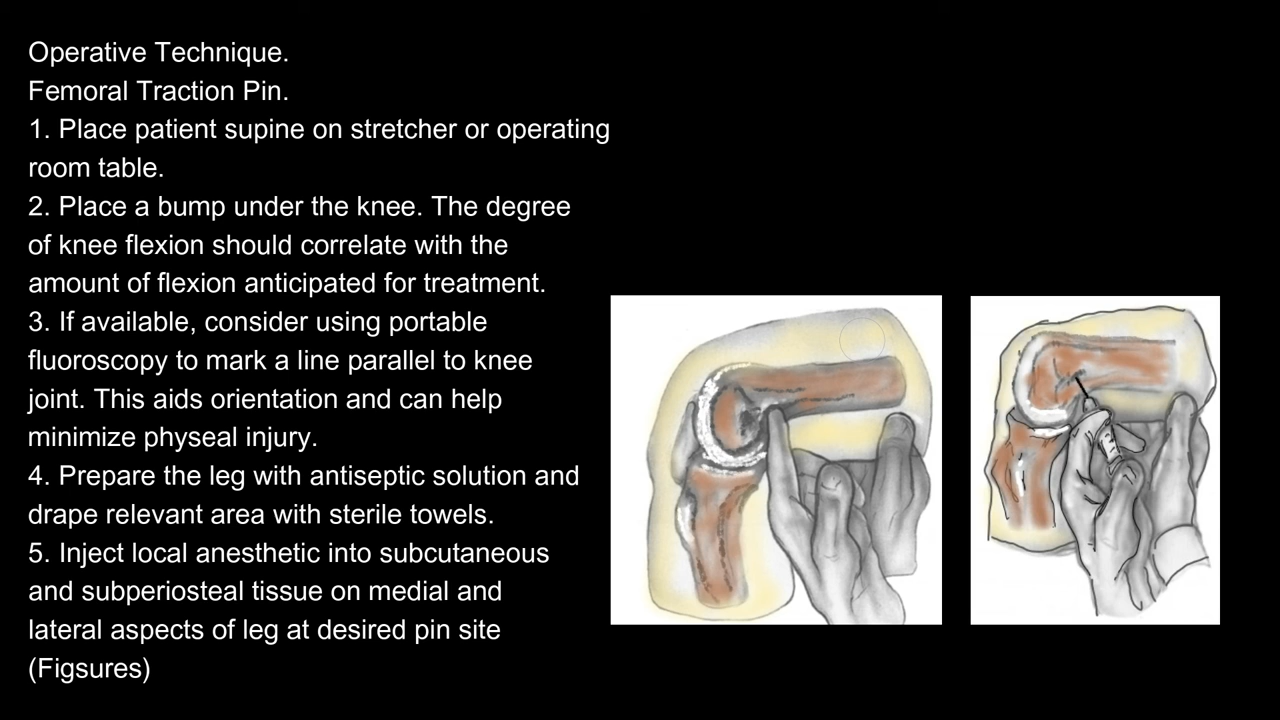 Operative Technique.
Femoral Traction Pin.
1. Place patient supine on stretcher or operating
room table.
2. Place a bump under the knee. The degree
of knee flexion should correlate with the
amount of flexion anticipated for treatment.
3. If available, consider using portable
fluoroscopy to mark a line parallel to knee
joint. This aids orientation and can help
minimize physeal injury.
4. Prepare the leg with antiseptic solution and
drape relevant area with sterile towels.
5. Inject local anesthetic into subcutaneous
and subperiosteal tissue on medial and
lateral aspects of leg at desired pin site
(Figsures)